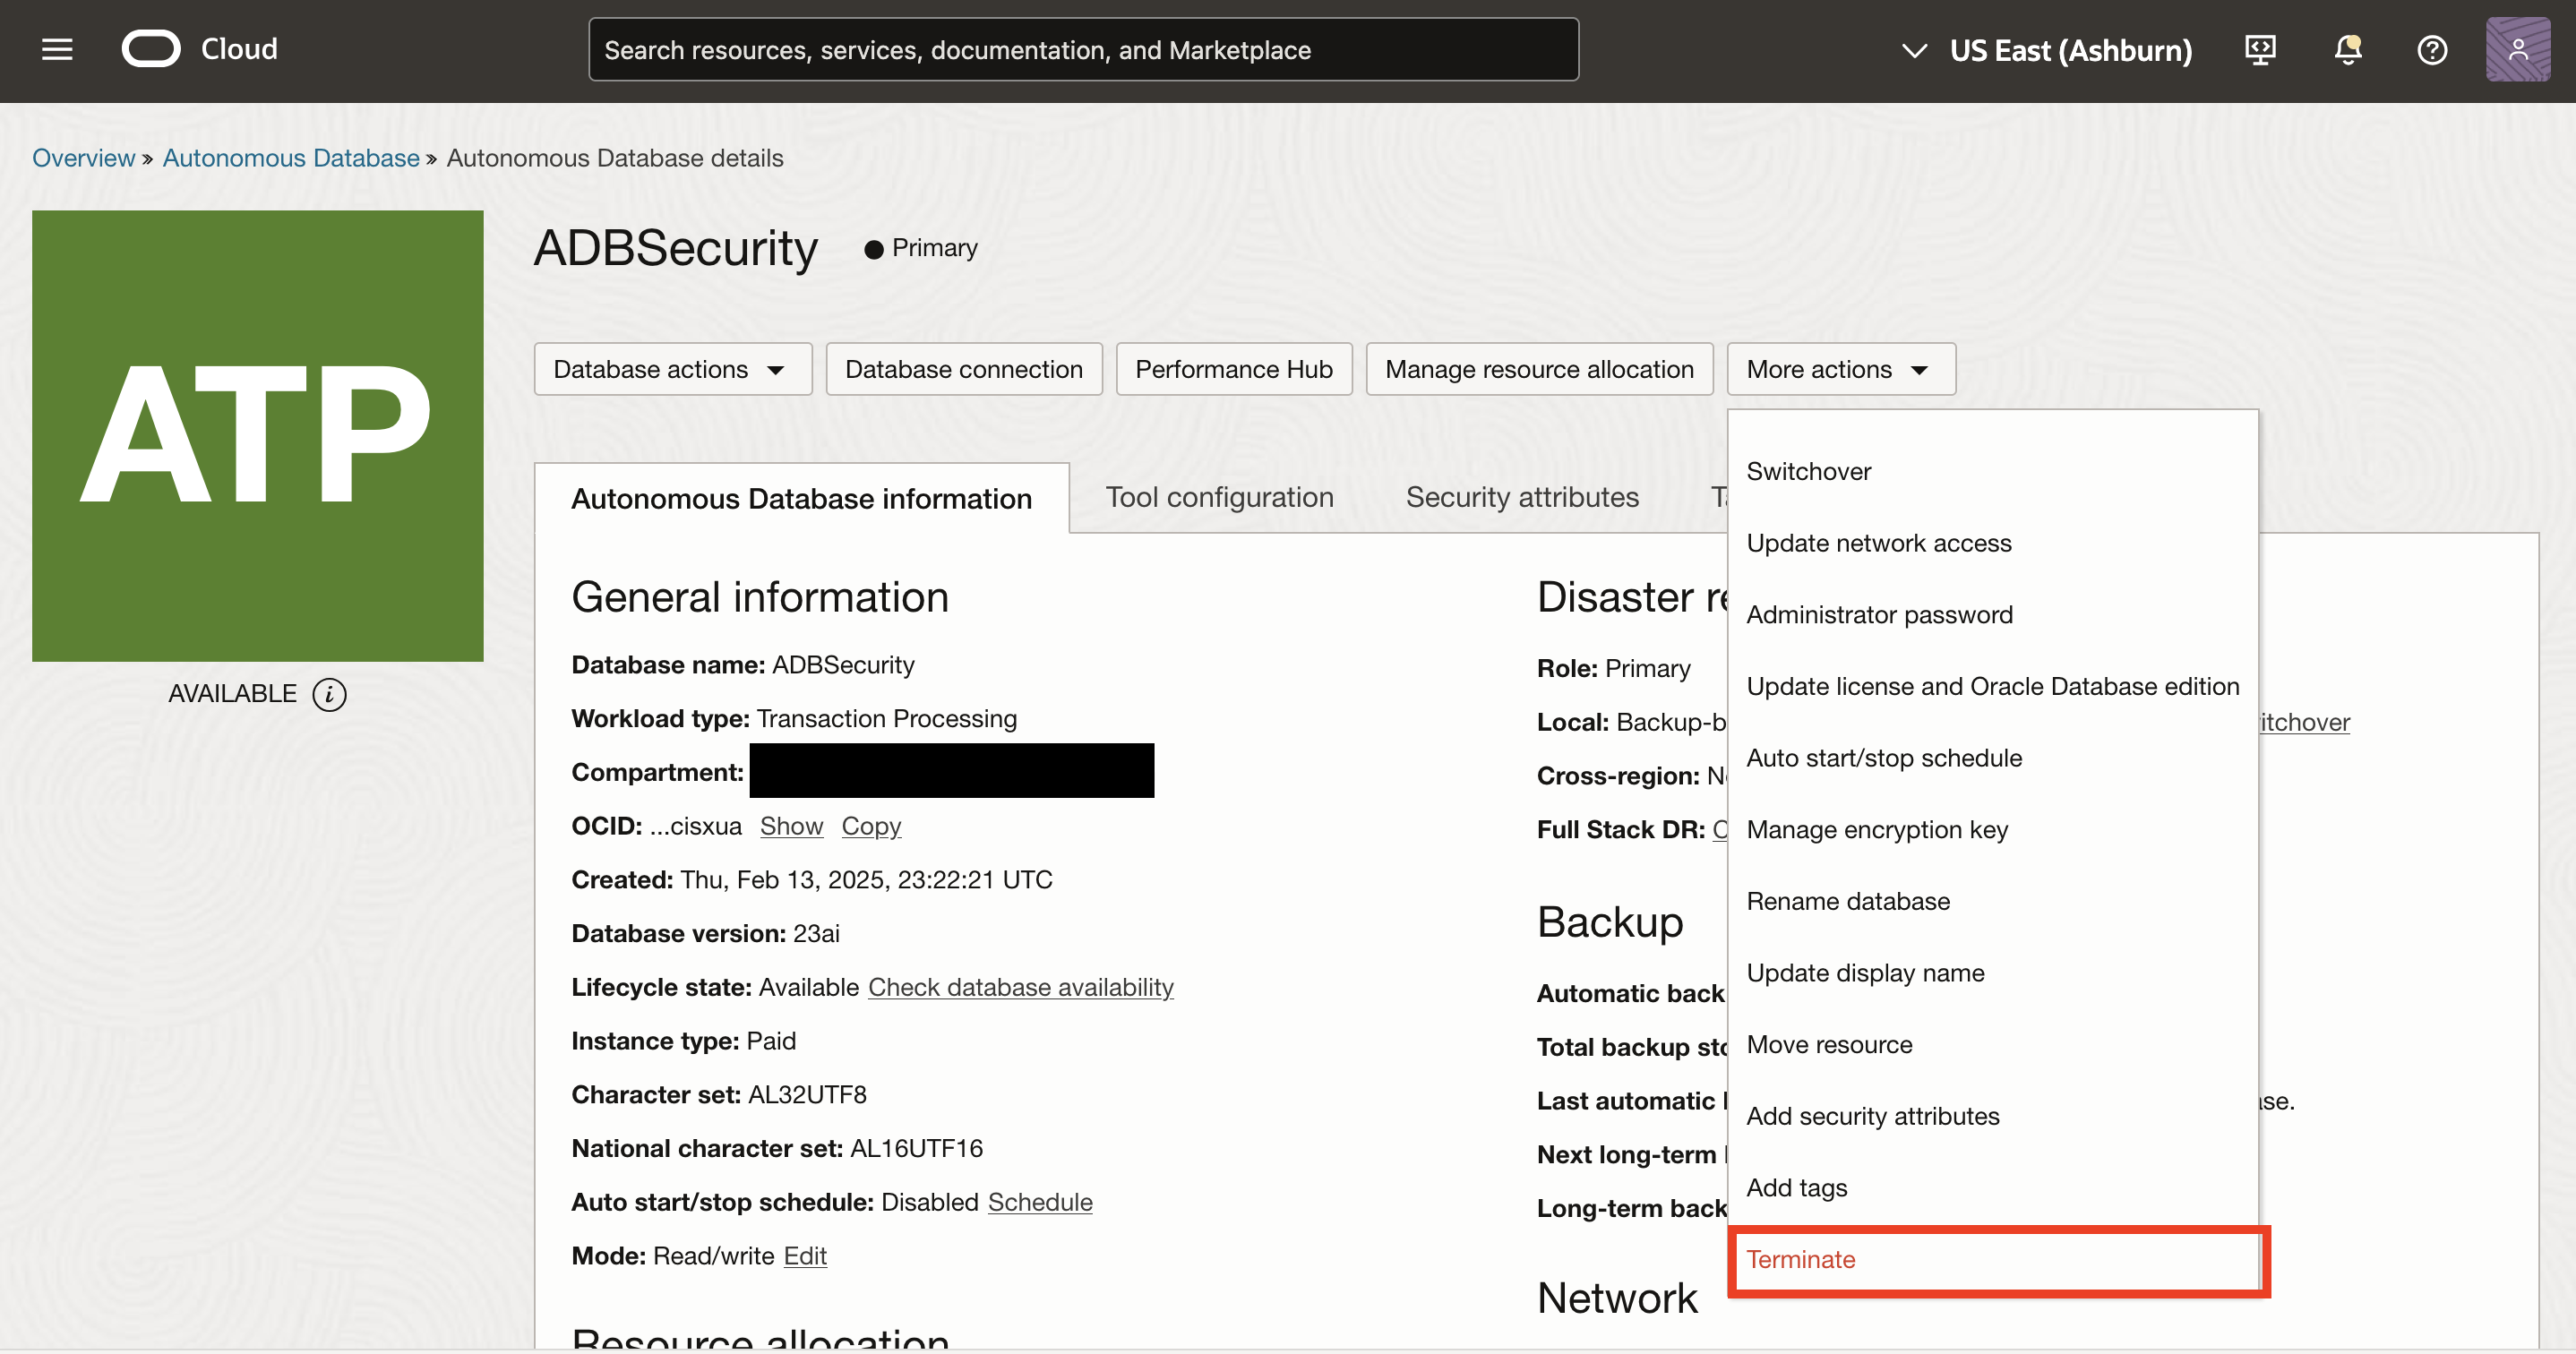 Cloud
Search resources, services, documentation, and Marketplace
US East (Ashburn)
Overview » Autonomous Database » Autonomous Database details
ATP
AVAILABLE
ADBSecurity
Primary
Database actions
Database connection
Performance Hub
Manage resource allocation
More actions
Autonomous Database information
Tool configuration
Security attributes
General information
Database name: ADBSecurity
Workload type: Transaction Processing
Compartment:
OCID: ...cisxua Show Copy
Created: Thu, Feb 13, 2025, 23:22:21 UTC
Database version: 23ai
Lifecycle state: Available Check database availability
Instance type: Paid
Character set: AL32UTF8
National character set: AL16UTF16
Auto start/stop schedule: Disabled Schedule
Mode: Read/write Edit
Resource allocation
Disaster
Role: Primary
Local: Backup-b
itchover
Cross-region:
Full Stack DR:
Backup
Automatic back
Total backup
Last automatic
Next long-term
Long-term back
Network
Switchover
Update network access
Administrator password
Update license and Oracle Database edition
Auto start/stop schedule
Manage encryption key
Rename database
Update display name
Move resource
Add security attributes
Add tags
Terminate